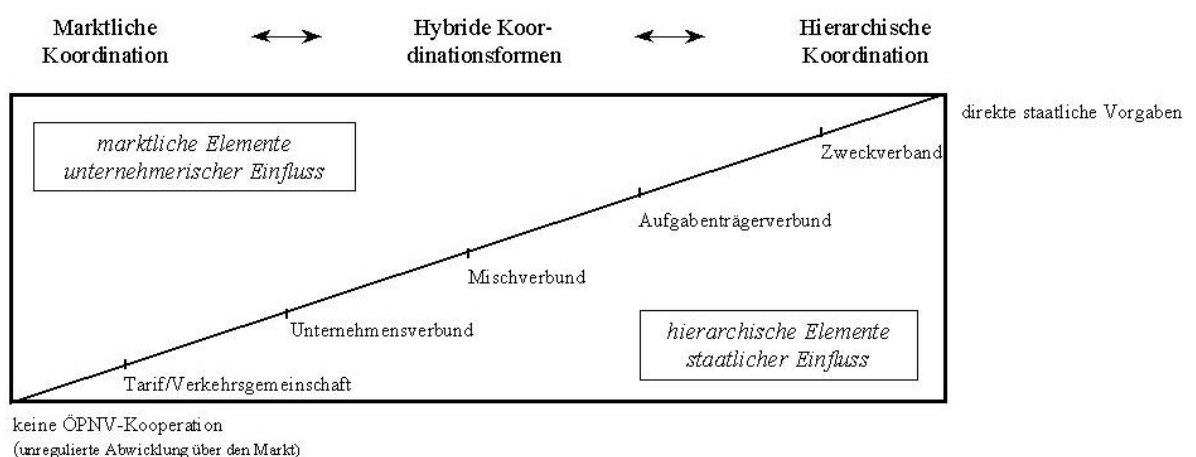 Marktliche
Koordination
Hybride Koor-
dinationsformen
Hierarchische
Koordination
direkte staatliche Vorgaben
marktliche Elemente
unternehmerischer Einfluss
Zweckverband
Aufgabenträgerverbund
Mischverbund
Unternehmensverbund
hierarchische Elemente
staatlicher Einfluss
Tarif/Verkehrsgemeinschaft
keine ÖPNV-Kooperation
(unregulierte Abwicklung über den Markt)